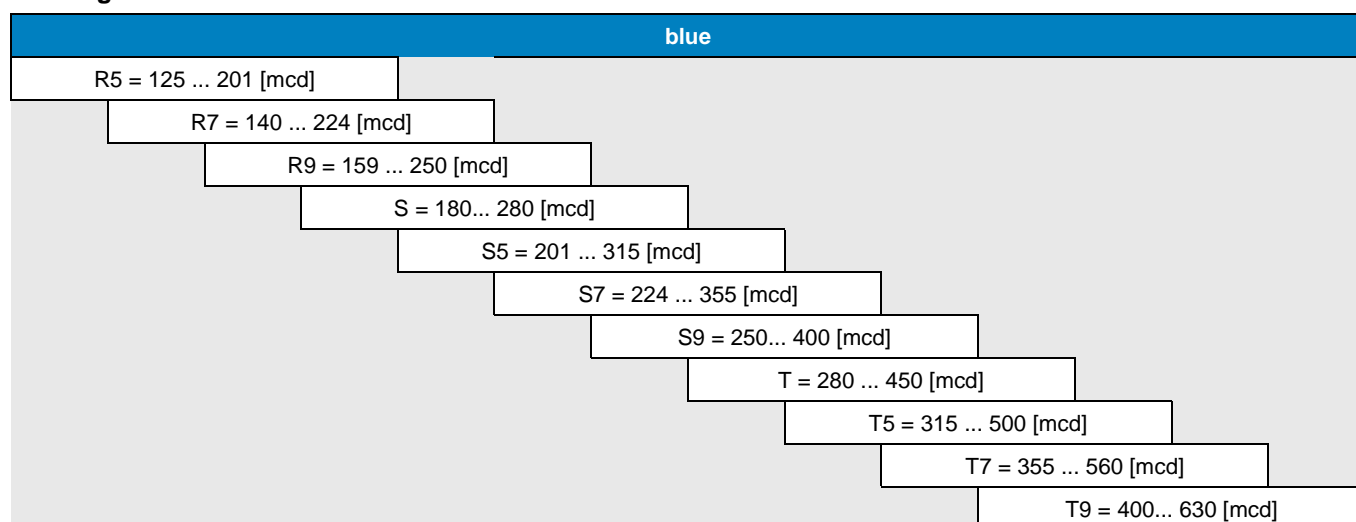 blue
R5 = 125 ... 201 [mcd]
R7 = 140 ... 224 [mcd]
R9 = 159 ... 250 [mcd]
S = 180... 280 [mcd]
S5 = 201 ... 315 [mcd]
S7 = 224 ... 355 [mcd]
S9 = 250... 400 [mcd]
T = 280 ... 450 [mcd]
T5 = 315 ... 500 [mcd]
T7 = 355 ... 560 [mcd]
T9 = 400... 630 [mcd]